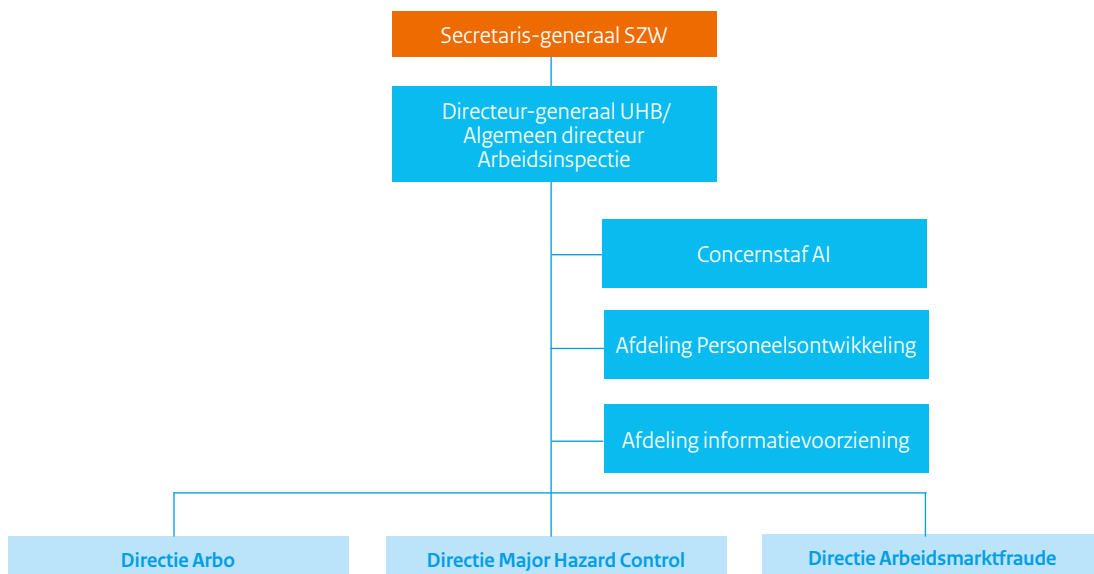 Secretaris-generaal SZW
Directeur-generaal UHB/
Algemeen directeur
Arbeidsinspectie
Concernstaf AI
Afdeling Personeelsontwikkeling
Afdeling informatievoorziening
Directie Arbo
Directie Major Hazard Control
Directie Arbeidsmarktfraude